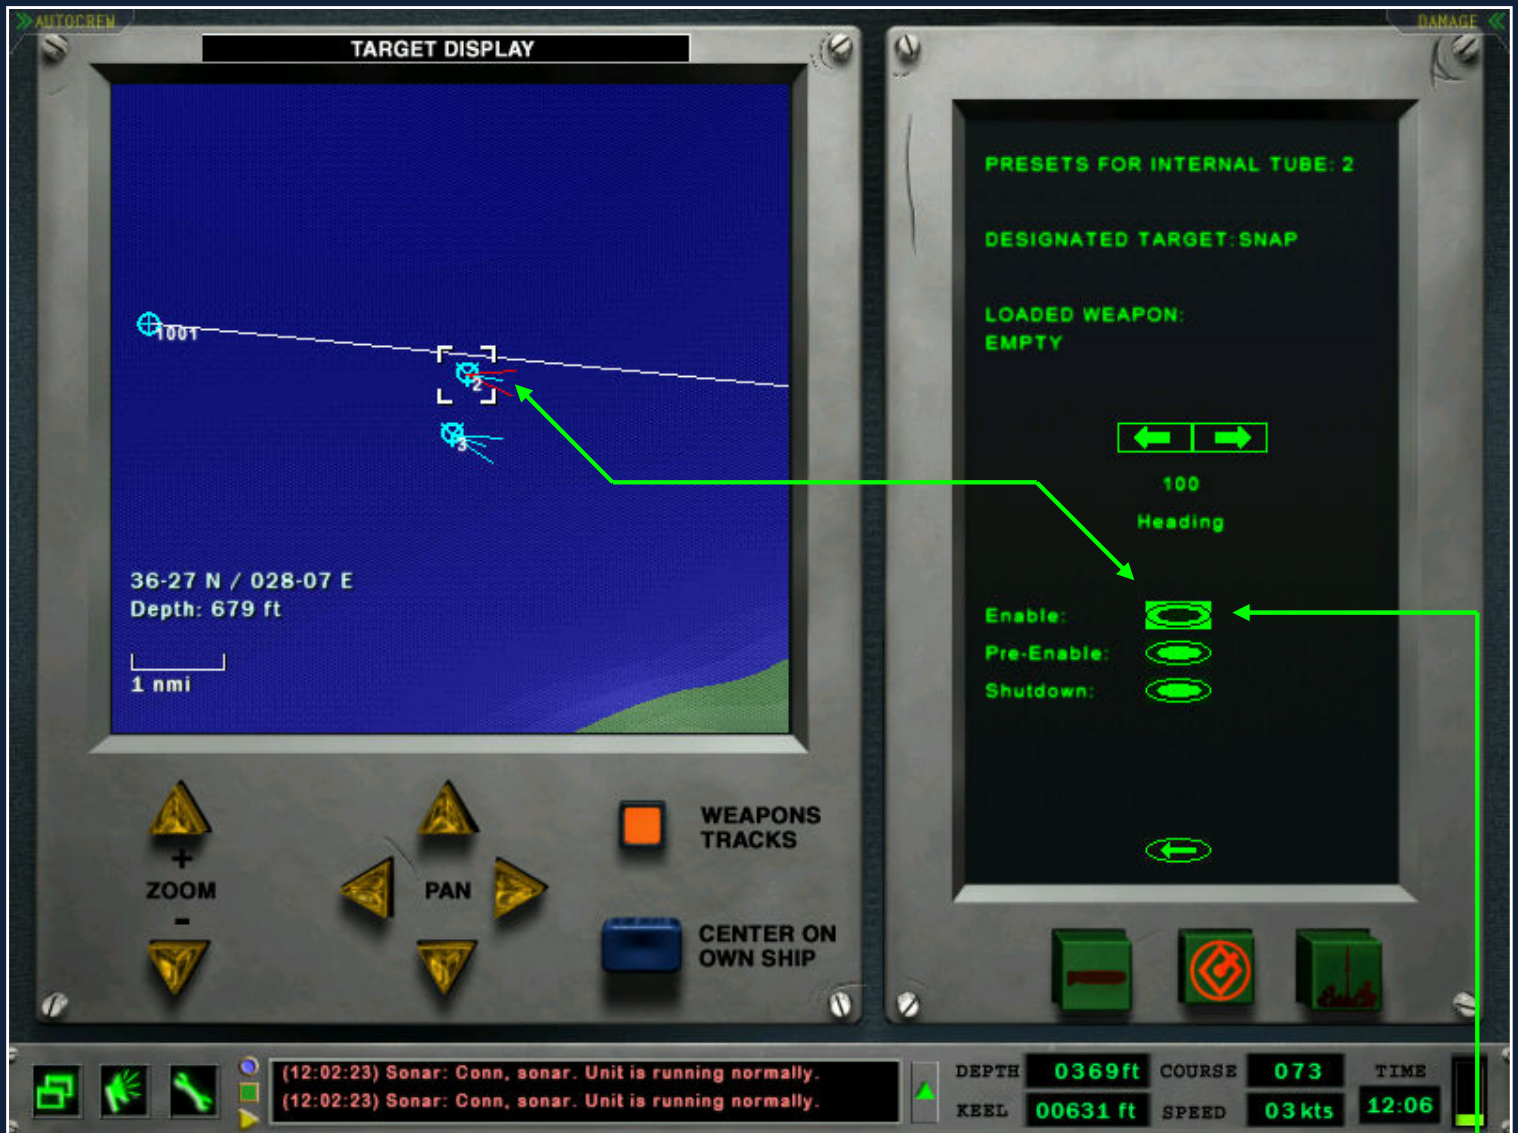 AUTOCREW
DAMAGE
TARGET DISPLAY
1001
2
3
36-27 N / 028-07 E
Depth: 679 ft
1 nmi
PRESETS FOR INTERNAL TUBE: 2
DESIGNATED TARGET: SNAP
LOADED WEAPON:
EMPTY
100
Heading
Enable:
Pre-Enable:
Shutdown:
+
ZOOM
-
PAN
WEAPONS
TRACKS
CENTER ON
OWN SHIP
(12:02:23) Sonar: Conn, sonar. Unit is running normally.
(12:02:23) Sonar: Conn, sonar. Unit is running normally.
DEPTH 0369 ft COURSE 073 TIME
KEEL 00631 ft SPEED 03 kts 12:06